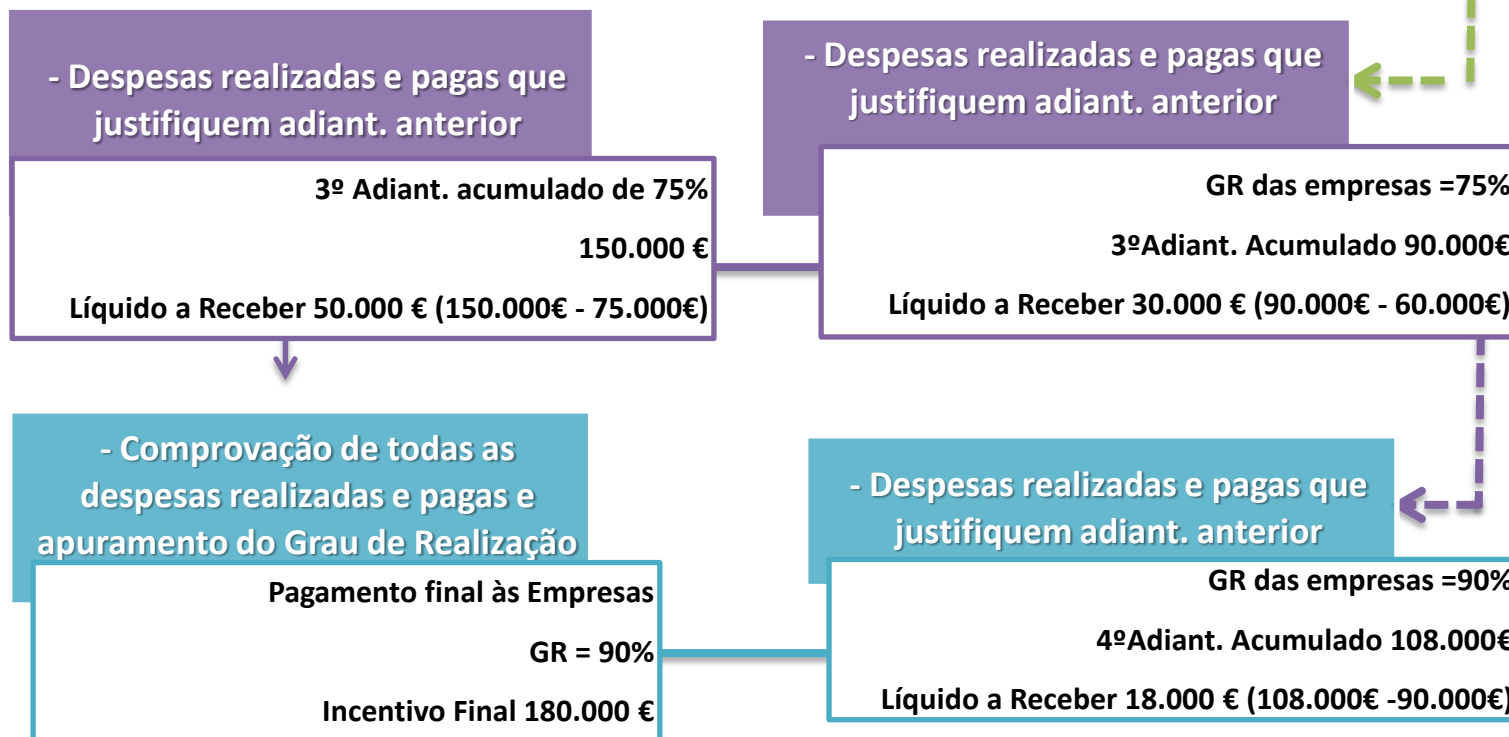 - Despesas realizadas e pagas que
justifiquem adiant. anterior
3º Adiant. acumulado de 75%
150.000 €
Líquido a Receber 50.000 € (150.000€ - 75.000€)
- Despesas realizadas e pagas que
justifiquem adiant. anterior
GR das empresas =75%
3ºAdiant. Acumulado 90.000€
Líquido a Receber 30.000 € (90.000€ - 60.000€)
- Comprovação de todas as
despesas realizadas e pagas e
apuramento do Grau de Realização
Pagamento final às Empresas
GR = 90%
Incentivo Final 180.000 €
- Despesas realizadas e pagas que
justifiquem adiant. anterior
GR das empresas =90%
4ºAdiant. Acumulado 108.000€
Líquido a Receber 18.000 € (108.000€ -90.000€)